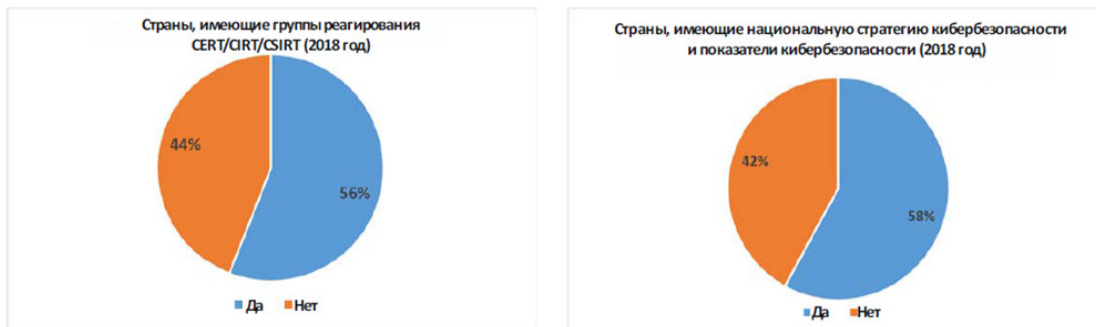 Страны, имеющие группы реагирования
CERT/CIRT/CSIRT (2018 год)
44%
56%
Да Нет
Страны, имеющие национальную стратегию кибербезопасности
и показатели кибербезопасности (2018 год)
42%
58%
Да Нет